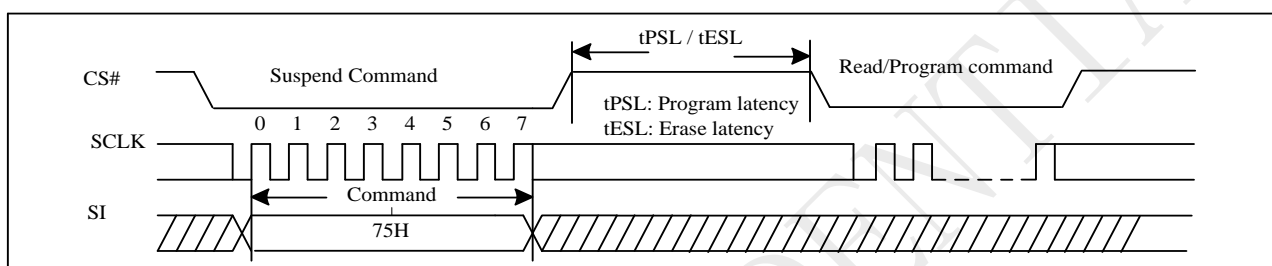 tPSL / tESL
CS#
Suspend Command
Read/Program command
tPSL: Program latency
tESL: Erase latency
0 1 2 3 4 5 6 7
SCLK
Command
SI
75H